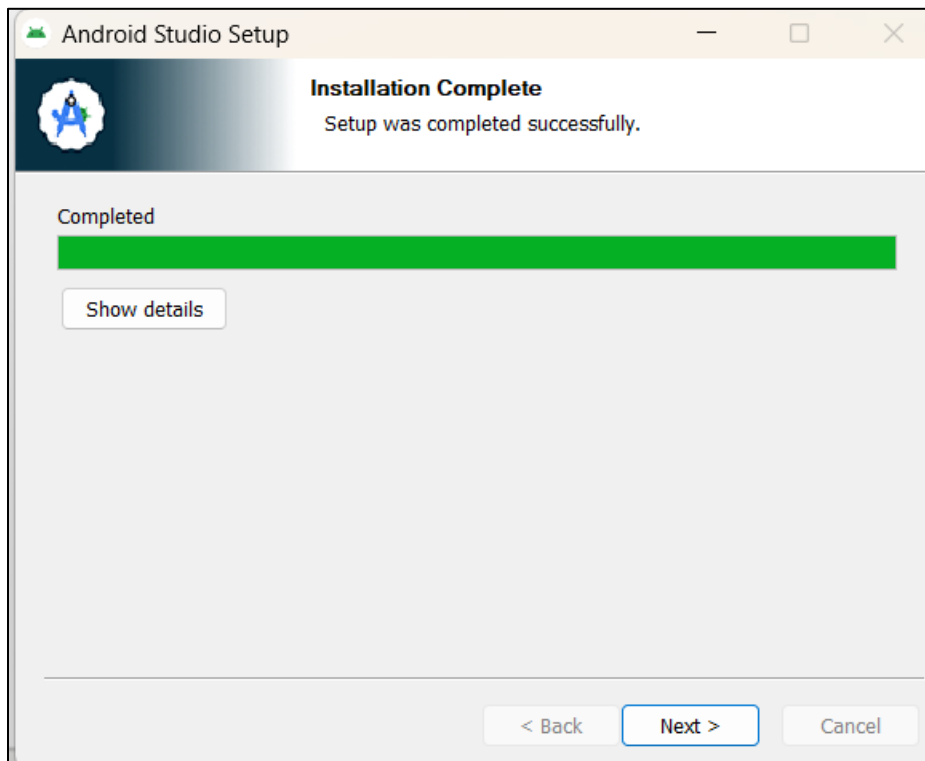 Android Studio Setup
Installation Complete
Setup was completed successfully.
Completed
Show details
< Back Next > Cancel